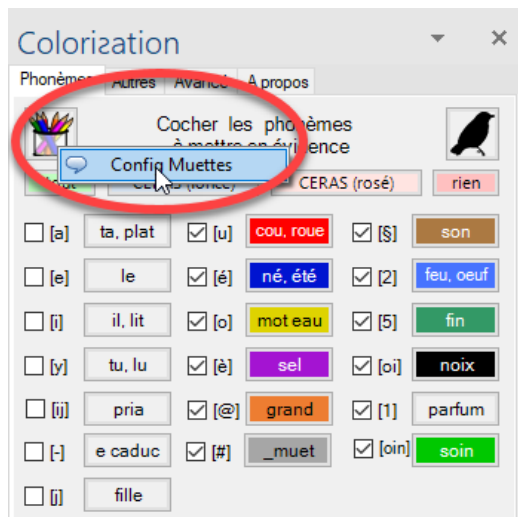 Colorization
Phonèmes Autres Avancé A propos
Cocher les phonèmes
à mettre en évidence
Config Muettes
tout CERAS (foncé) CERAS (rosé) rien
[a] ta, plat [u] cou, roue [§] son
[e] le [é] né, été [2] feu, oeuf
[i] il, lit [o] mot eau [5] fin
[y] tu, lu [è] sel [oi] noix
[ij] pria [@] grand [1] parfum
[-] e caduc [#] _muet [oin] soin
[j] fille